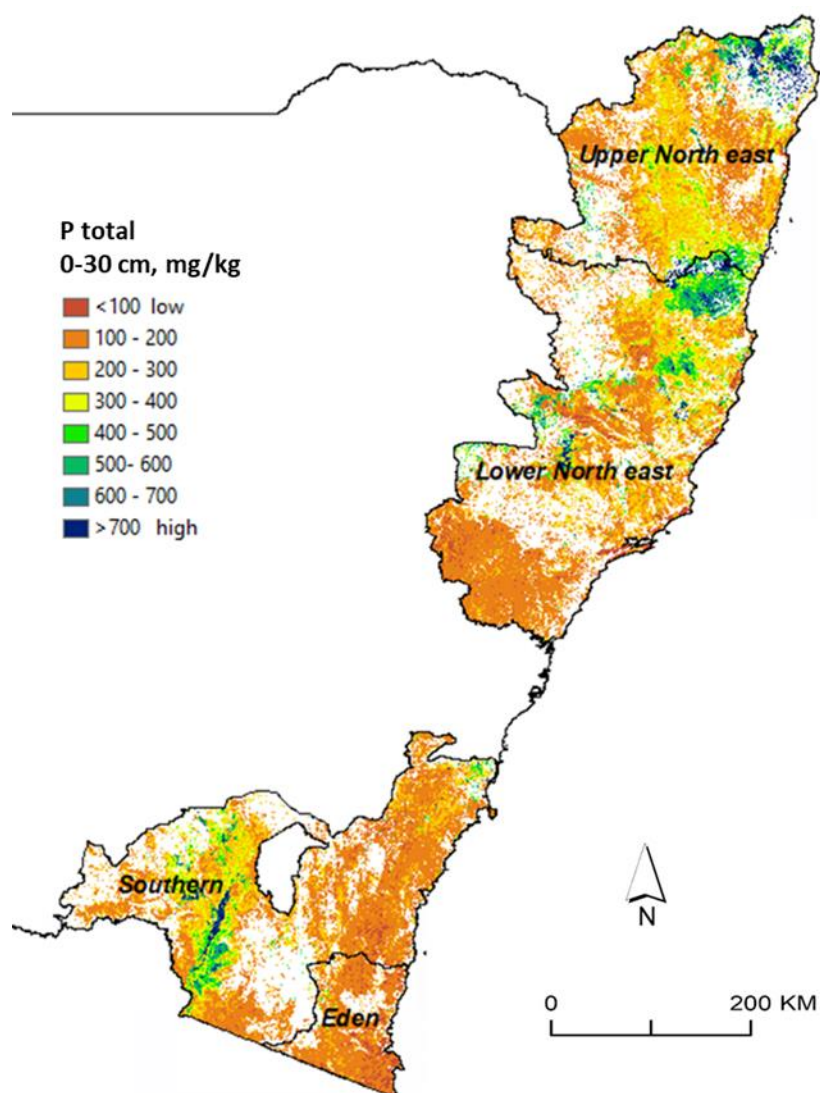 Upper North east
P total
0-30 cm, mg/kg
<100 low
100 - 200
200 - 300
300 - 400
400 - 500
500- 600
600 - 700
>700 high
Lower North east
Southern
Eden
N
0 200 KM